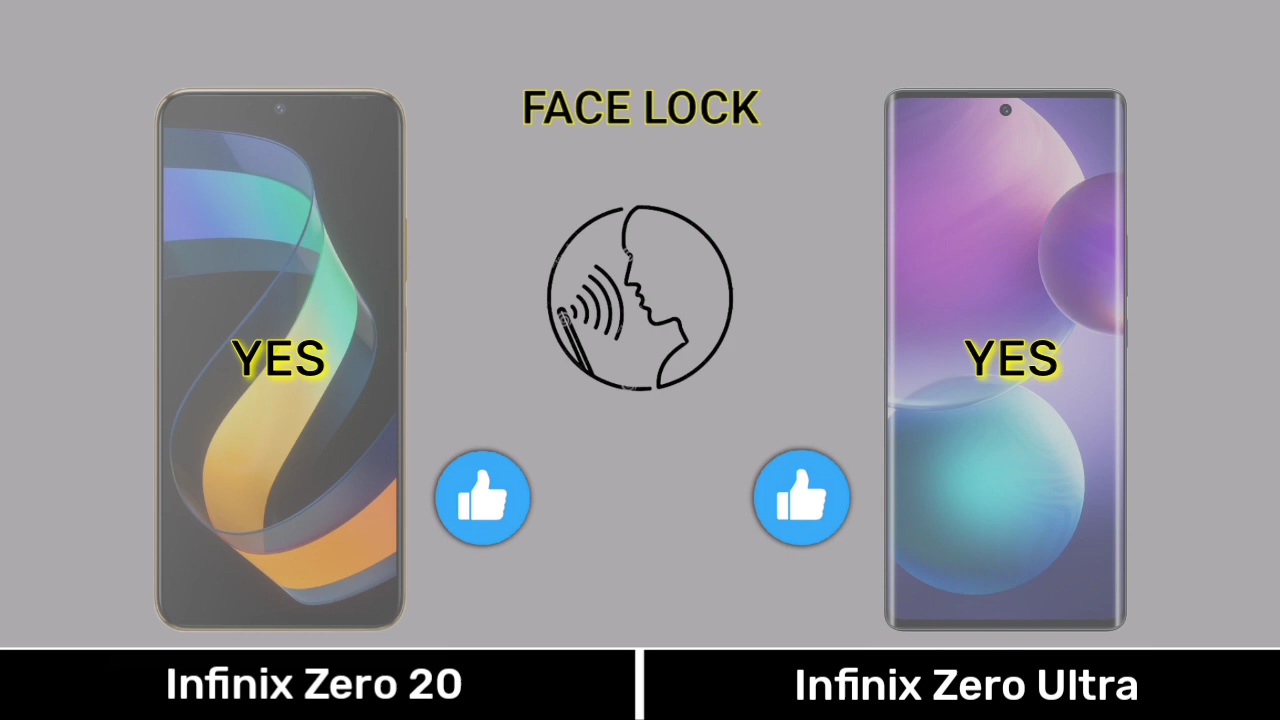 FACE LOCK
YES
YES
Infinix Zero 20
Infinix Zero Ultra